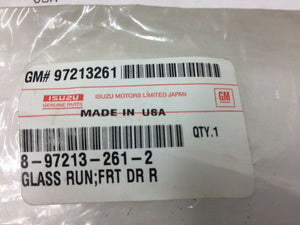 USA
GM# 97213261
ISUZU
GENUINE PARTS
ISUZU MOTORS LIMITED JAPAN
GM
MADE IN USA
QTY.1
8-97213-261-2
GLASS RUN;FRT DR R